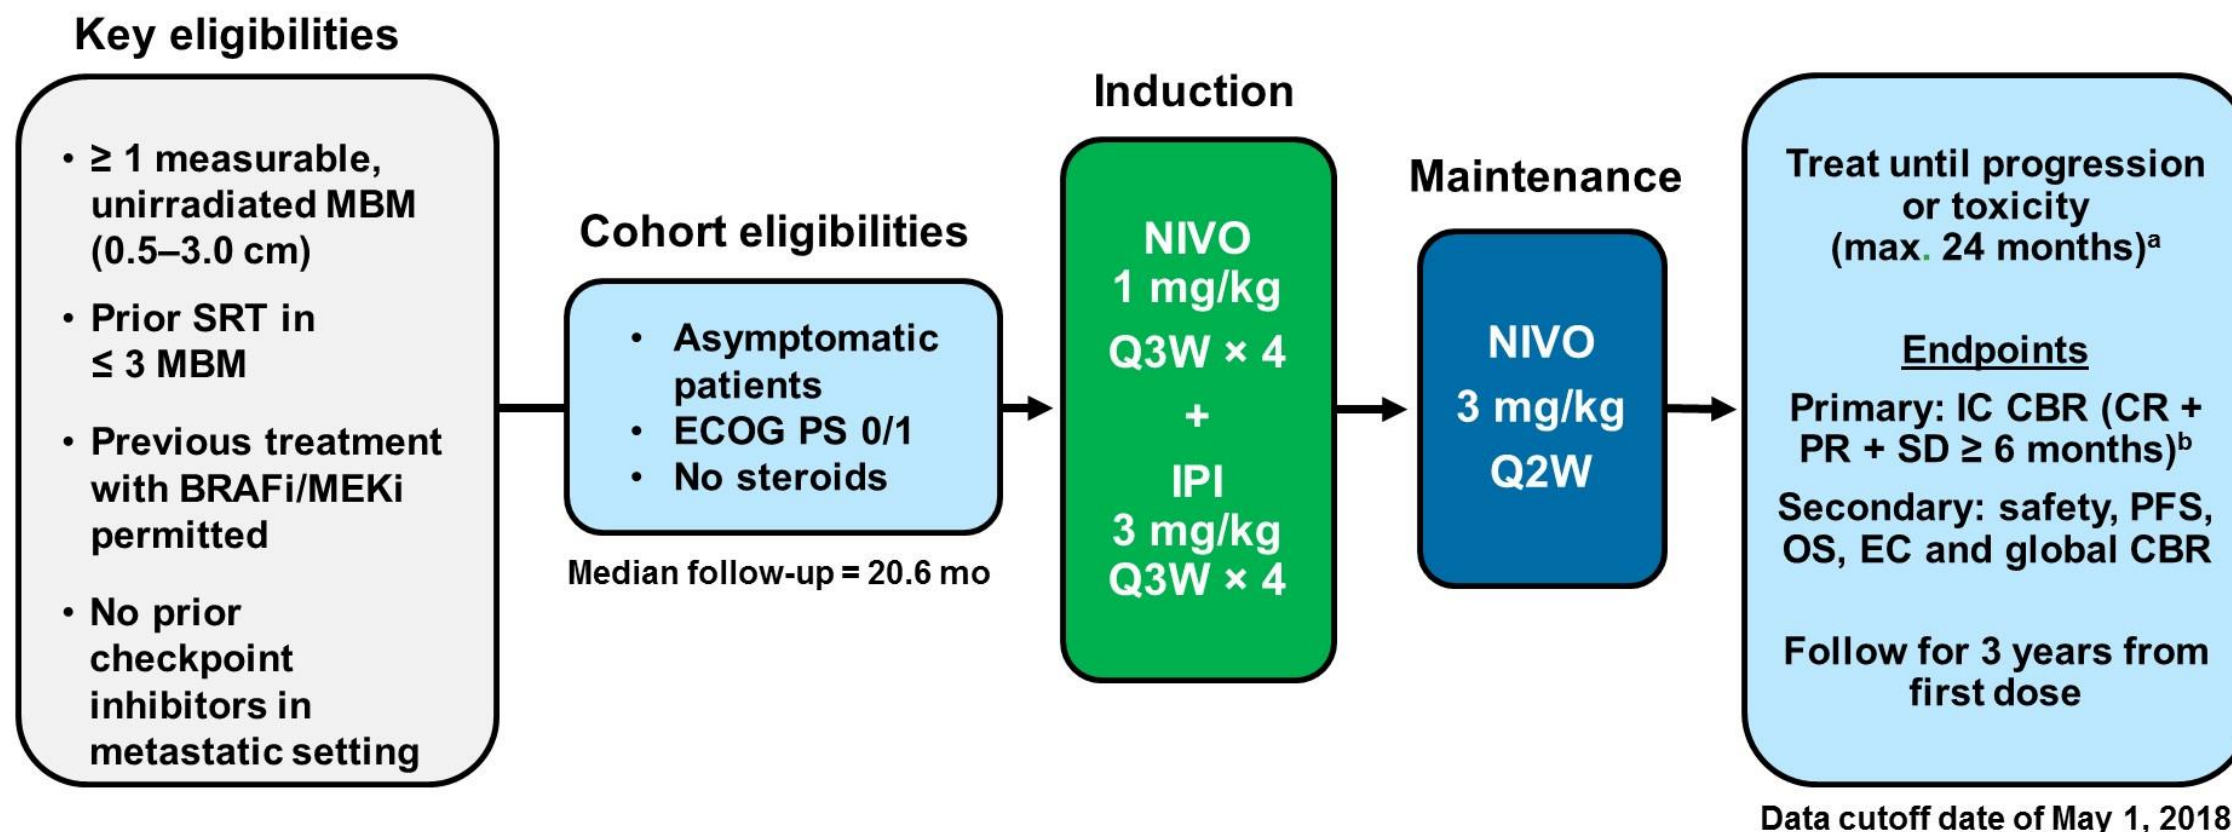 Key eligibilities
• ≥ 1 measurable,
unirradiated MBM
(0.5–3.0 cm)
• Prior SRT in
≤ 3 MBM
• Previous treatment
with BRAFi/MEKi
permitted
• No prior
checkpoint
inhibitors in
metastatic setting
Cohort eligibilities
• Asymptomatic
patients
• ECOG PS 0/1
• No steroids
Median follow-up = 20.6 mo
Induction
NIVO
1 mg/kg
Q3W × 4
+
IPI
3 mg/kg
Q3W × 4
Maintenance
NIVO
3 mg/kg
Q2W
Treat until progression
or toxicity
(max. 24 months)ᵃ
Endpoints
Primary: IC CBR (CR +
PR + SD ≥ 6 months)ᵇ
Secondary: safety, PFS,
OS, EC and global CBR
Follow for 3 years from
first dose
Data cutoff date of May 1, 2018